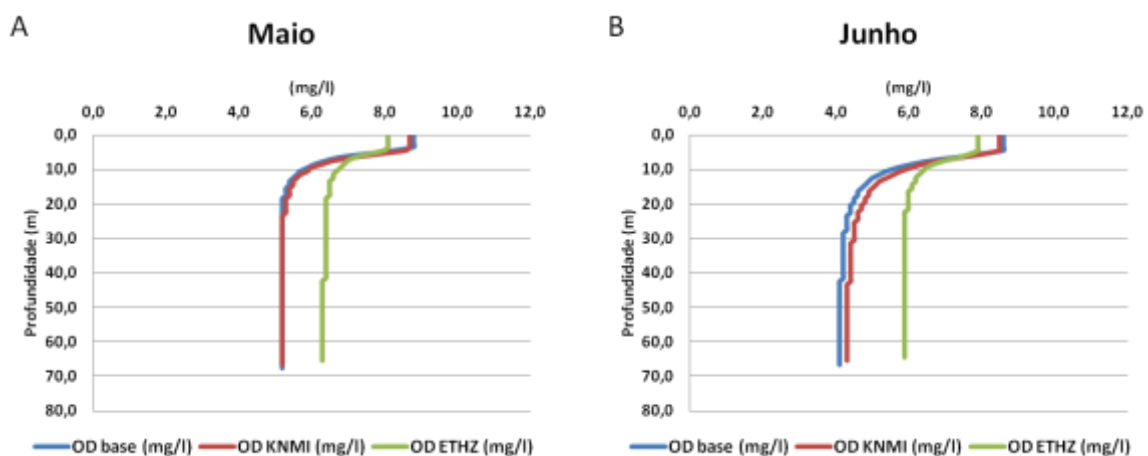 A
Maio
(mg/l)
0,0 2,0 4,0 6,0 8,0 10,0 12,0
0,0
10,0
20,0
30,0
40,0
50,0
60,0
70,0
80,0
Profundidade (m)
OD base (mg/l) OD KNMI (mg/l) OD ETHZ (mg/l)
B
Junho
(mg/l)
0,0 2,0 4,0 6,0 8,0 10,0 12,0
0,0
10,0
20,0
30,0
40,0
50,0
60,0
70,0
80,0
Profundidade (m)
OD base (mg/l) OD KNMI (mg/l) OD ETHZ (mg/l)